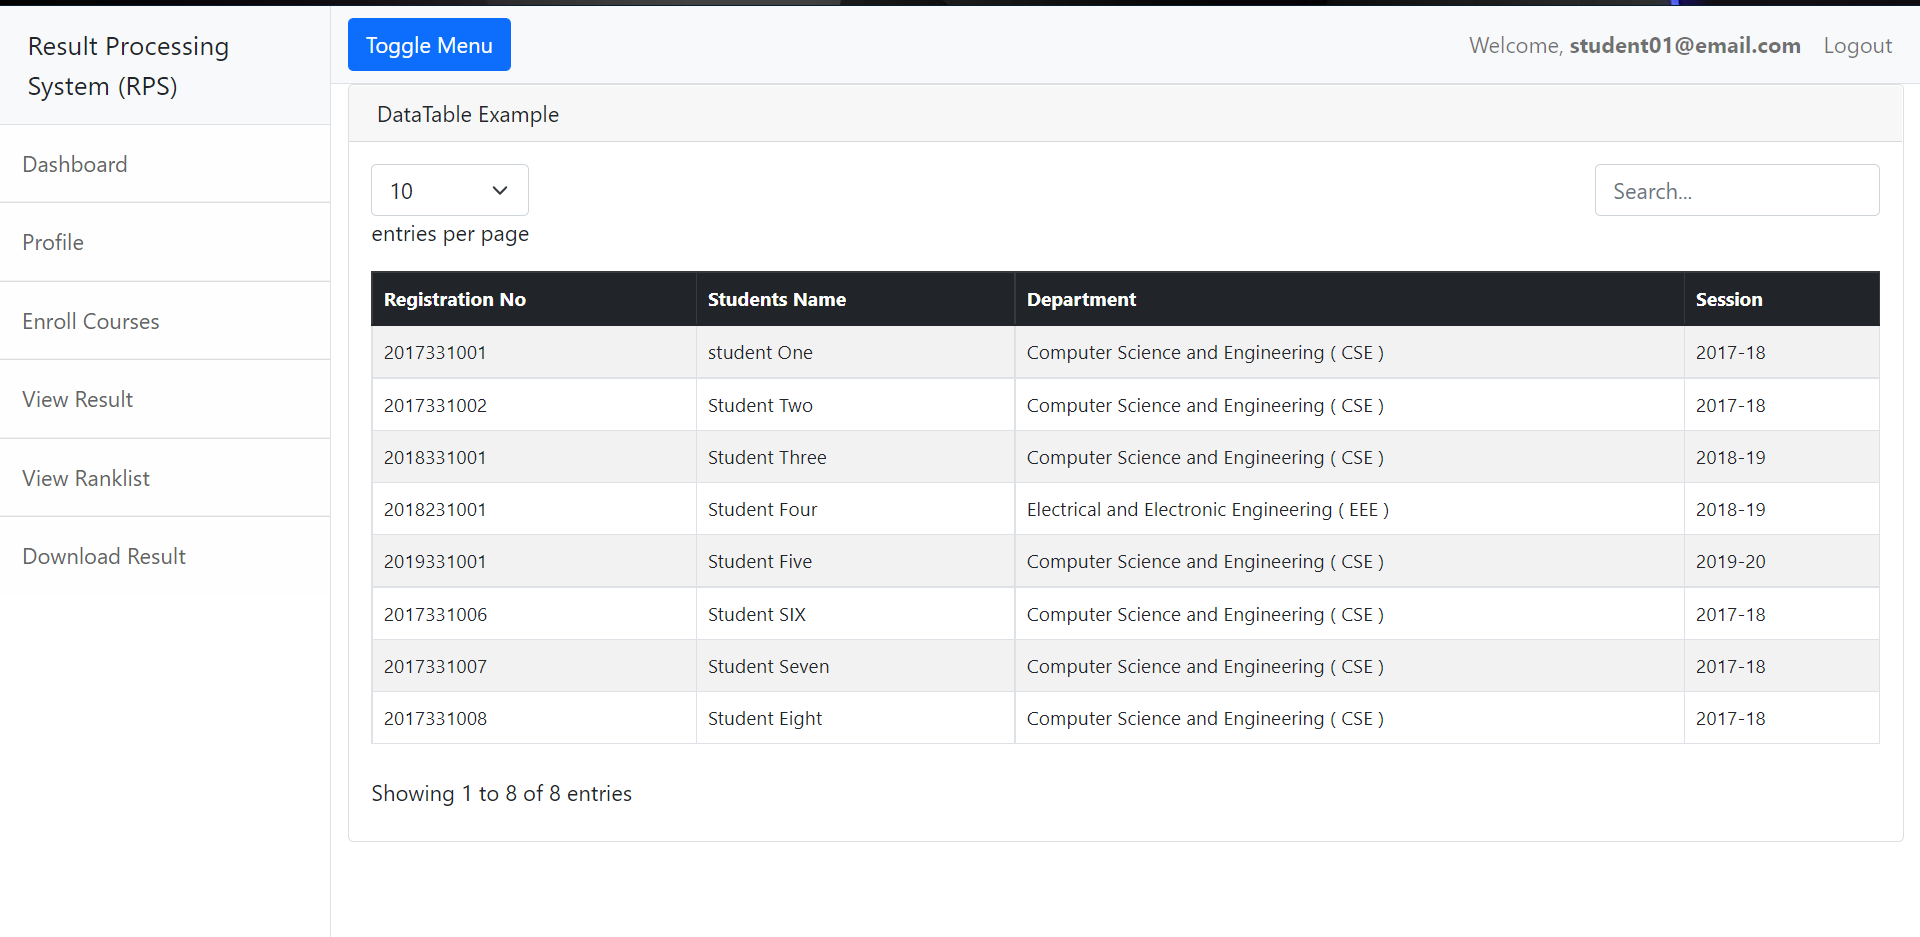 Result Processing
System (RPS)
Toggle Menu
Welcome, student01@email.com Logout
Dashboard
Profile
Enroll Courses
View Result
View Ranklist
Download Result
DataTable Example
10
entries per page
Search...
Registration No Students Name Department Session
2017331001 student One Computer Science and Engineering ( CSE ) 2017-18
2017331002 Student Two Computer Science and Engineering ( CSE ) 2017-18
2018331001 Student Three Computer Science and Engineering ( CSE ) 2018-19
2018231001 Student Four Electrical and Electronic Engineering ( EEE ) 2018-19
2019331001 Student Five Computer Science and Engineering ( CSE ) 2019-20
2017331006 Student SIX Computer Science and Engineering ( CSE ) 2017-18
2017331007 Student Seven Computer Science and Engineering ( CSE ) 2017-18
2017331008 Student Eight Computer Science and Engineering ( CSE ) 2017-18
Showing 1 to 8 of 8 entries